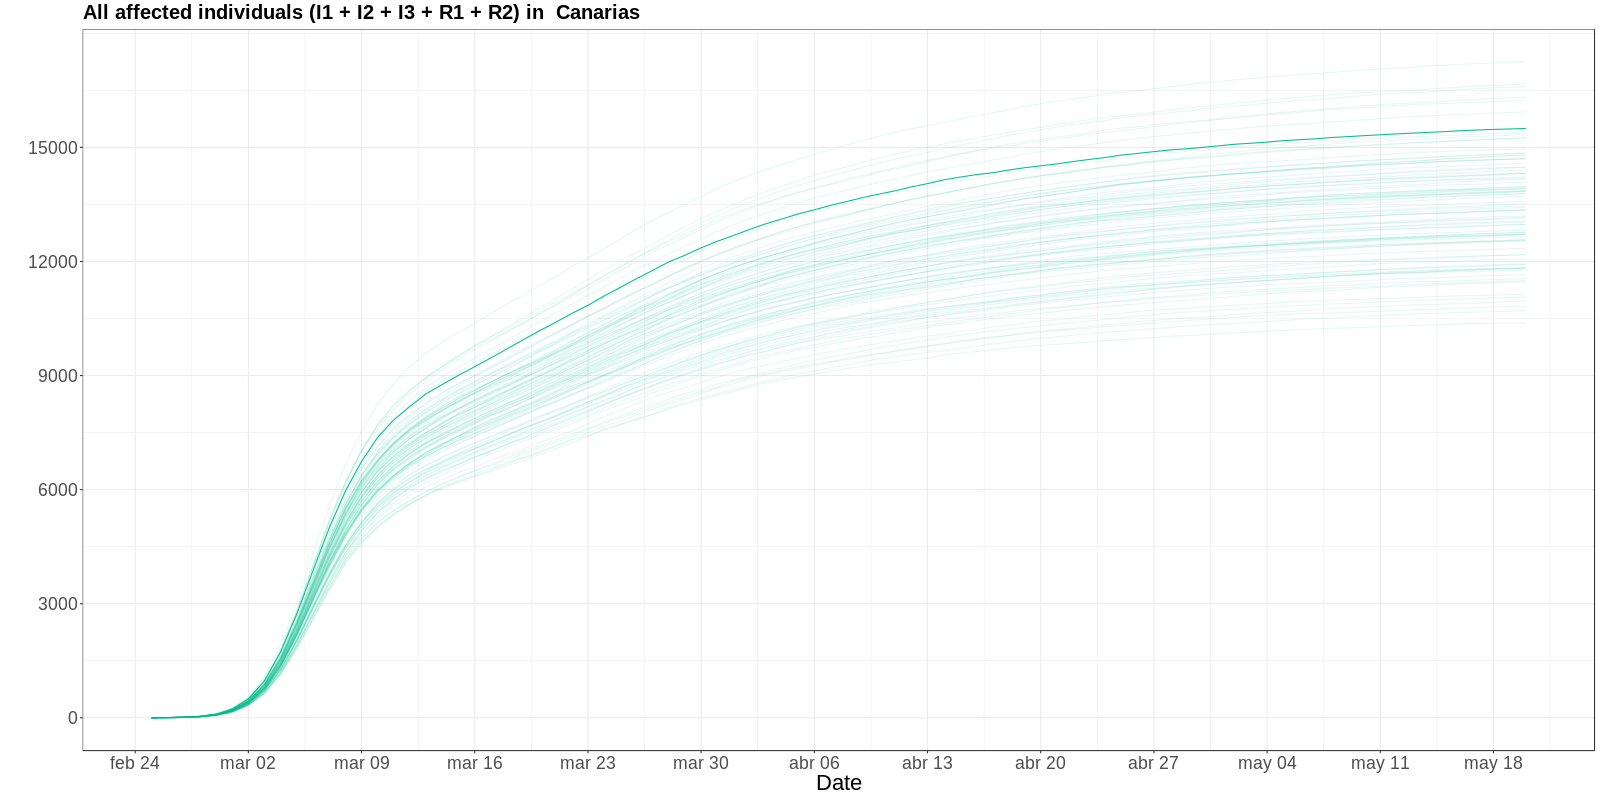 All affected individuals (I1 + I2 + I3 + R1 + R2) in  Canarias
15000
12000
9000
6000
3000
0
feb 24 mar 02 mar 09 mar 16 mar 23 mar 30 abr 06 abr 13 abr 20 abr 27 may 04 may 11 may 18
Date